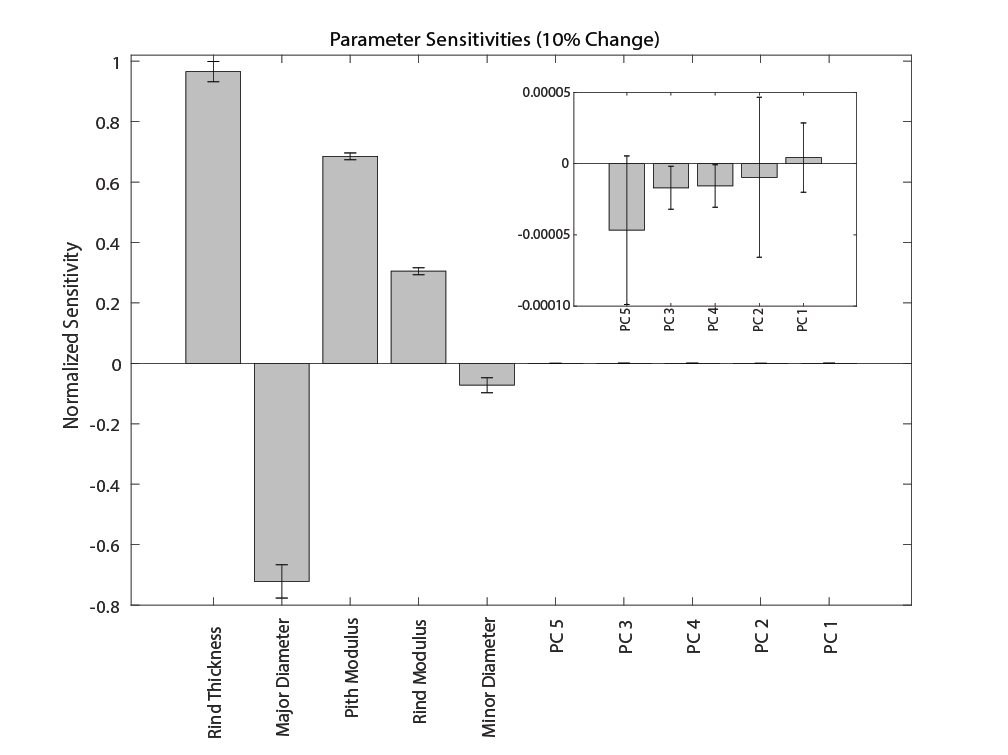 Parameter Sensitivities (10% Change)
Normalized Sensitivity
1
0.8
0.6
0.4
0.2
0
-0.2
-0.4
-0.6
-0.8
Rind Thickness
Major Diameter
Pith Modulus
Rind Modulus
Minor Diameter
PC 5
PC 3
PC 4
PC 2
PC 1
0.00005
0
-0.00005
-0.00010
PC 5
PC 3
PC 4
PC 2
PC 1